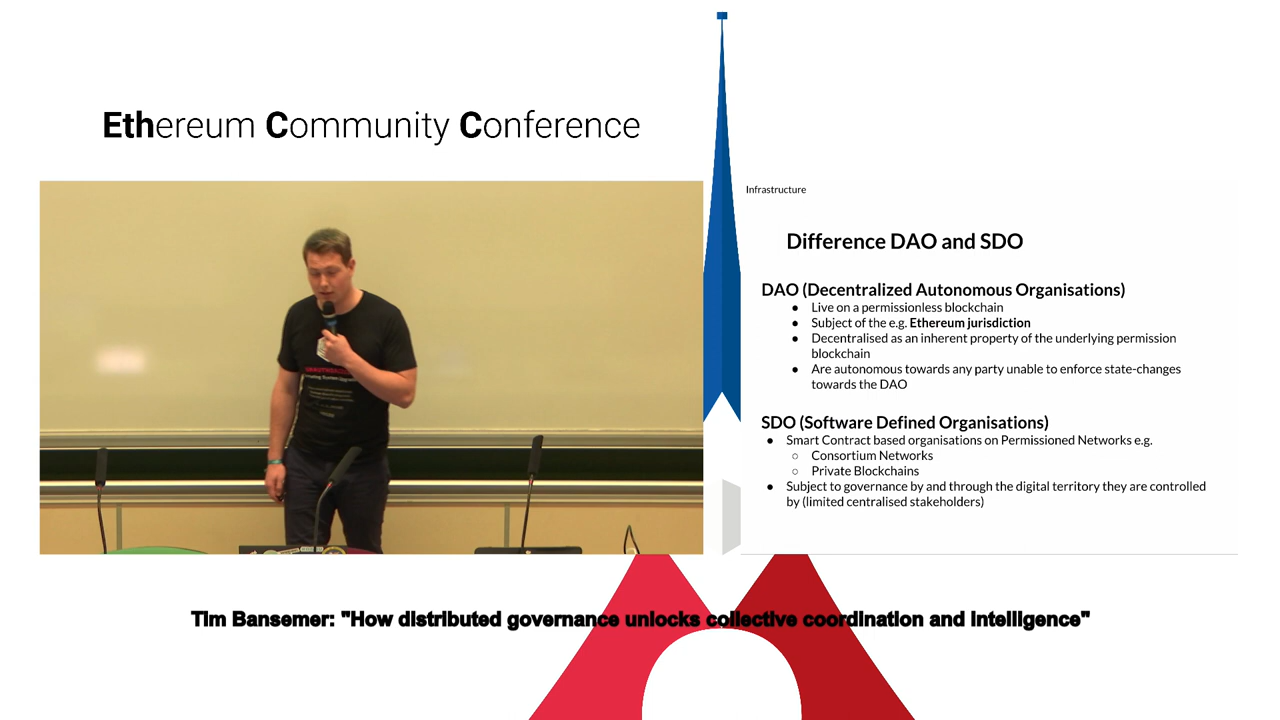 Ethereum Community Conference
Infrastructure
Difference DAO and SDO
DAO (Decentralized Autonomous Organisations)
● Live on a permissionless blockchain
● Subject of the e.g. Ethereum jurisdiction
● Decentralised as an inherent property of the underlying permission
blockchain
● Are autonomous towards any party unable to enforce state-changes
towards the DAO
SDO (Software Defined Organisations)
● Smart Contract based organisations on Permissioned Networks e.g.
○ Consortium Networks
○ Private Blockchains
● Subject to governance by and through the digital territory they are controlled
by (limited centralised stakeholders)
Tim Bansemer: "How distributed governance unlocks collective coordination and intelligence"